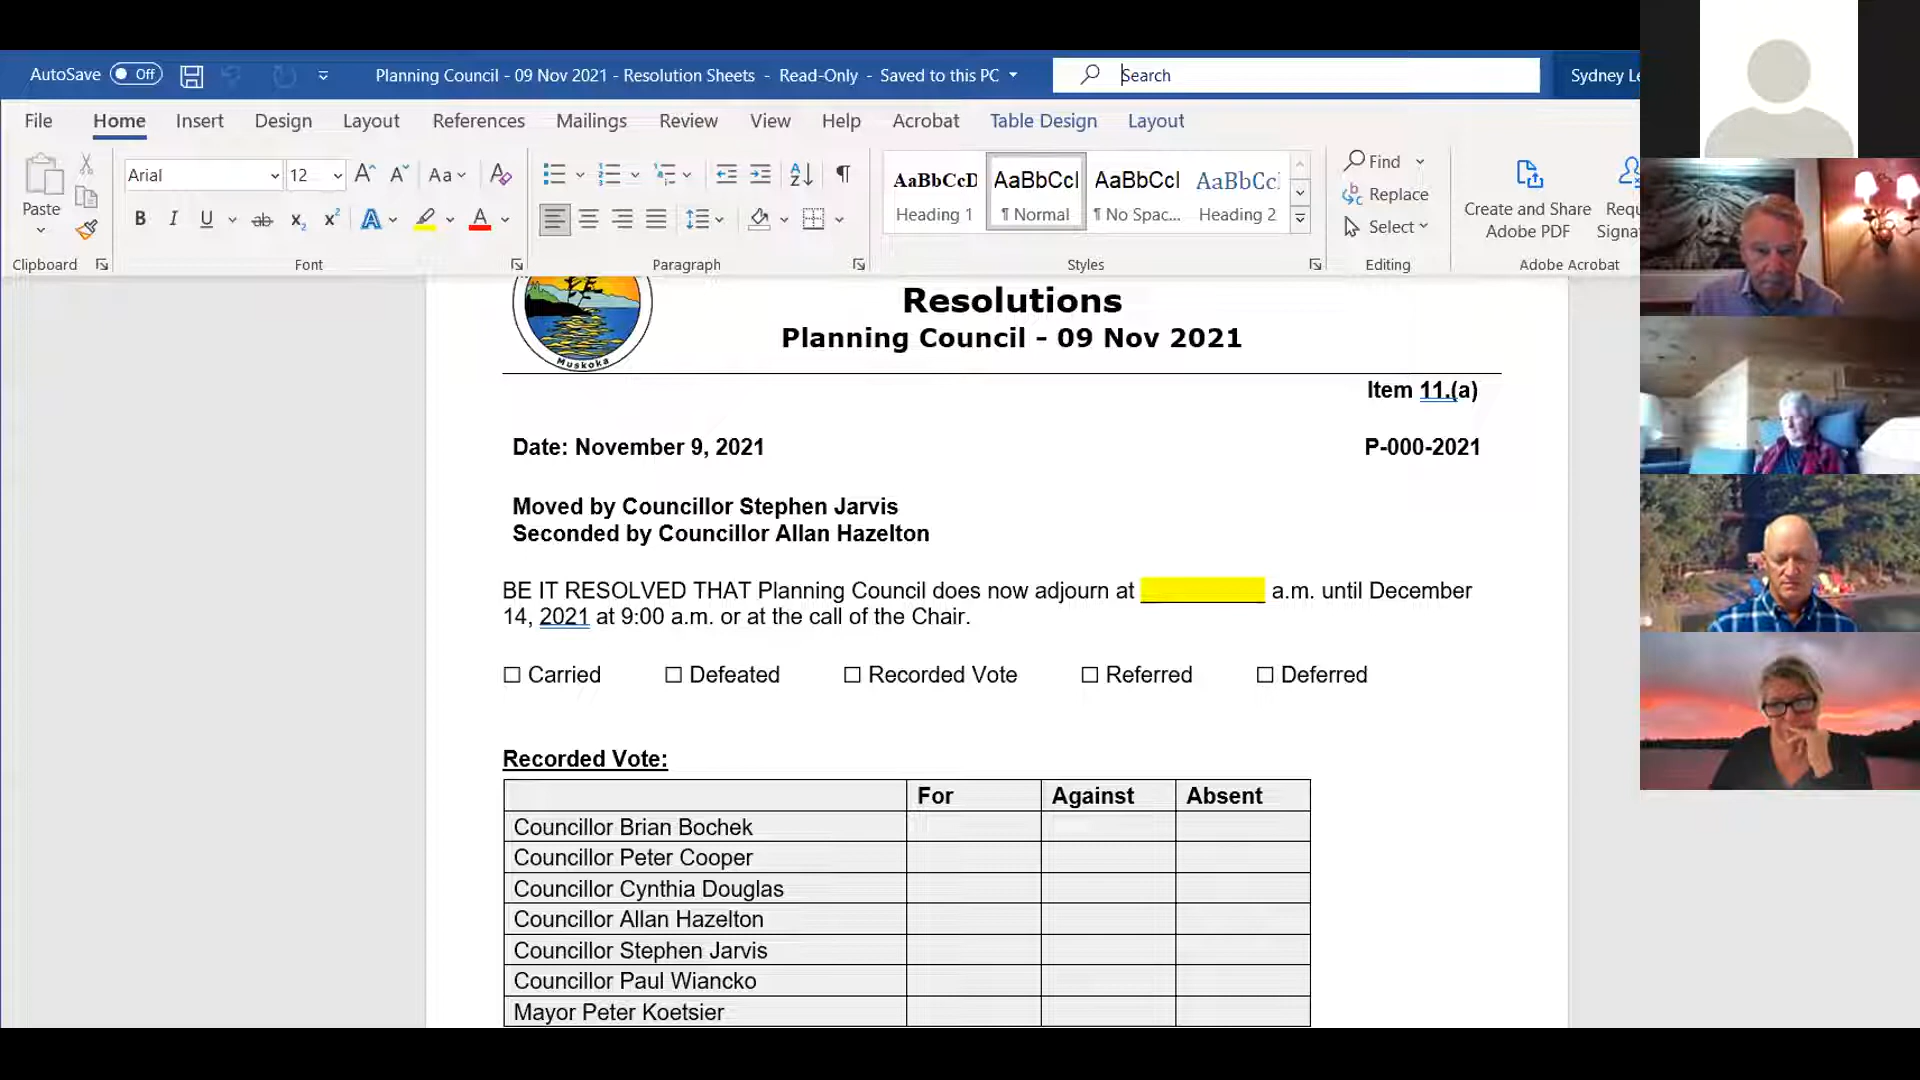 AutoSave Off Planning Council - 09 Nov 2021 - Resolution Sheets - Read-Only - Saved to this PC Search Sydney
File Home Insert Design Layout References Mailings Review View Help Acrobat Table Design Layout
Paste
Arial 12 Aa
B I U ab x₂ x² A A
AaBbCcD AaBbCcI AaBbCcI AaBbCc
Heading 1 ¶ Normal ¶ No Spac... Heading 2
Find
Replace
Select
Create and Share
Adobe PDF
Clipboard Font Paragraph Styles Editing Adobe Acrobat
Muskoka
Resolutions
Planning Council - 09 Nov 2021
Item 11.(a)
Date: November 9, 2021 P-000-2021
Moved by Councillor Stephen Jarvis
Seconded by Councillor Allan Hazelton
BE IT RESOLVED THAT Planning Council does now adjourn at __________ a.m. until December
14, 2021 at 9:00 a.m. or at the call of the Chair.
☐ Carried ☐ Defeated ☐ Recorded Vote ☐ Referred ☐ Deferred
Recorded Vote:
For Against Absent
Councillor Brian Bochek
Councillor Peter Cooper
Councillor Cynthia Douglas
Councillor Allan Hazelton
Councillor Stephen Jarvis
Councillor Paul Wiancko
Mayor Peter Koetsier